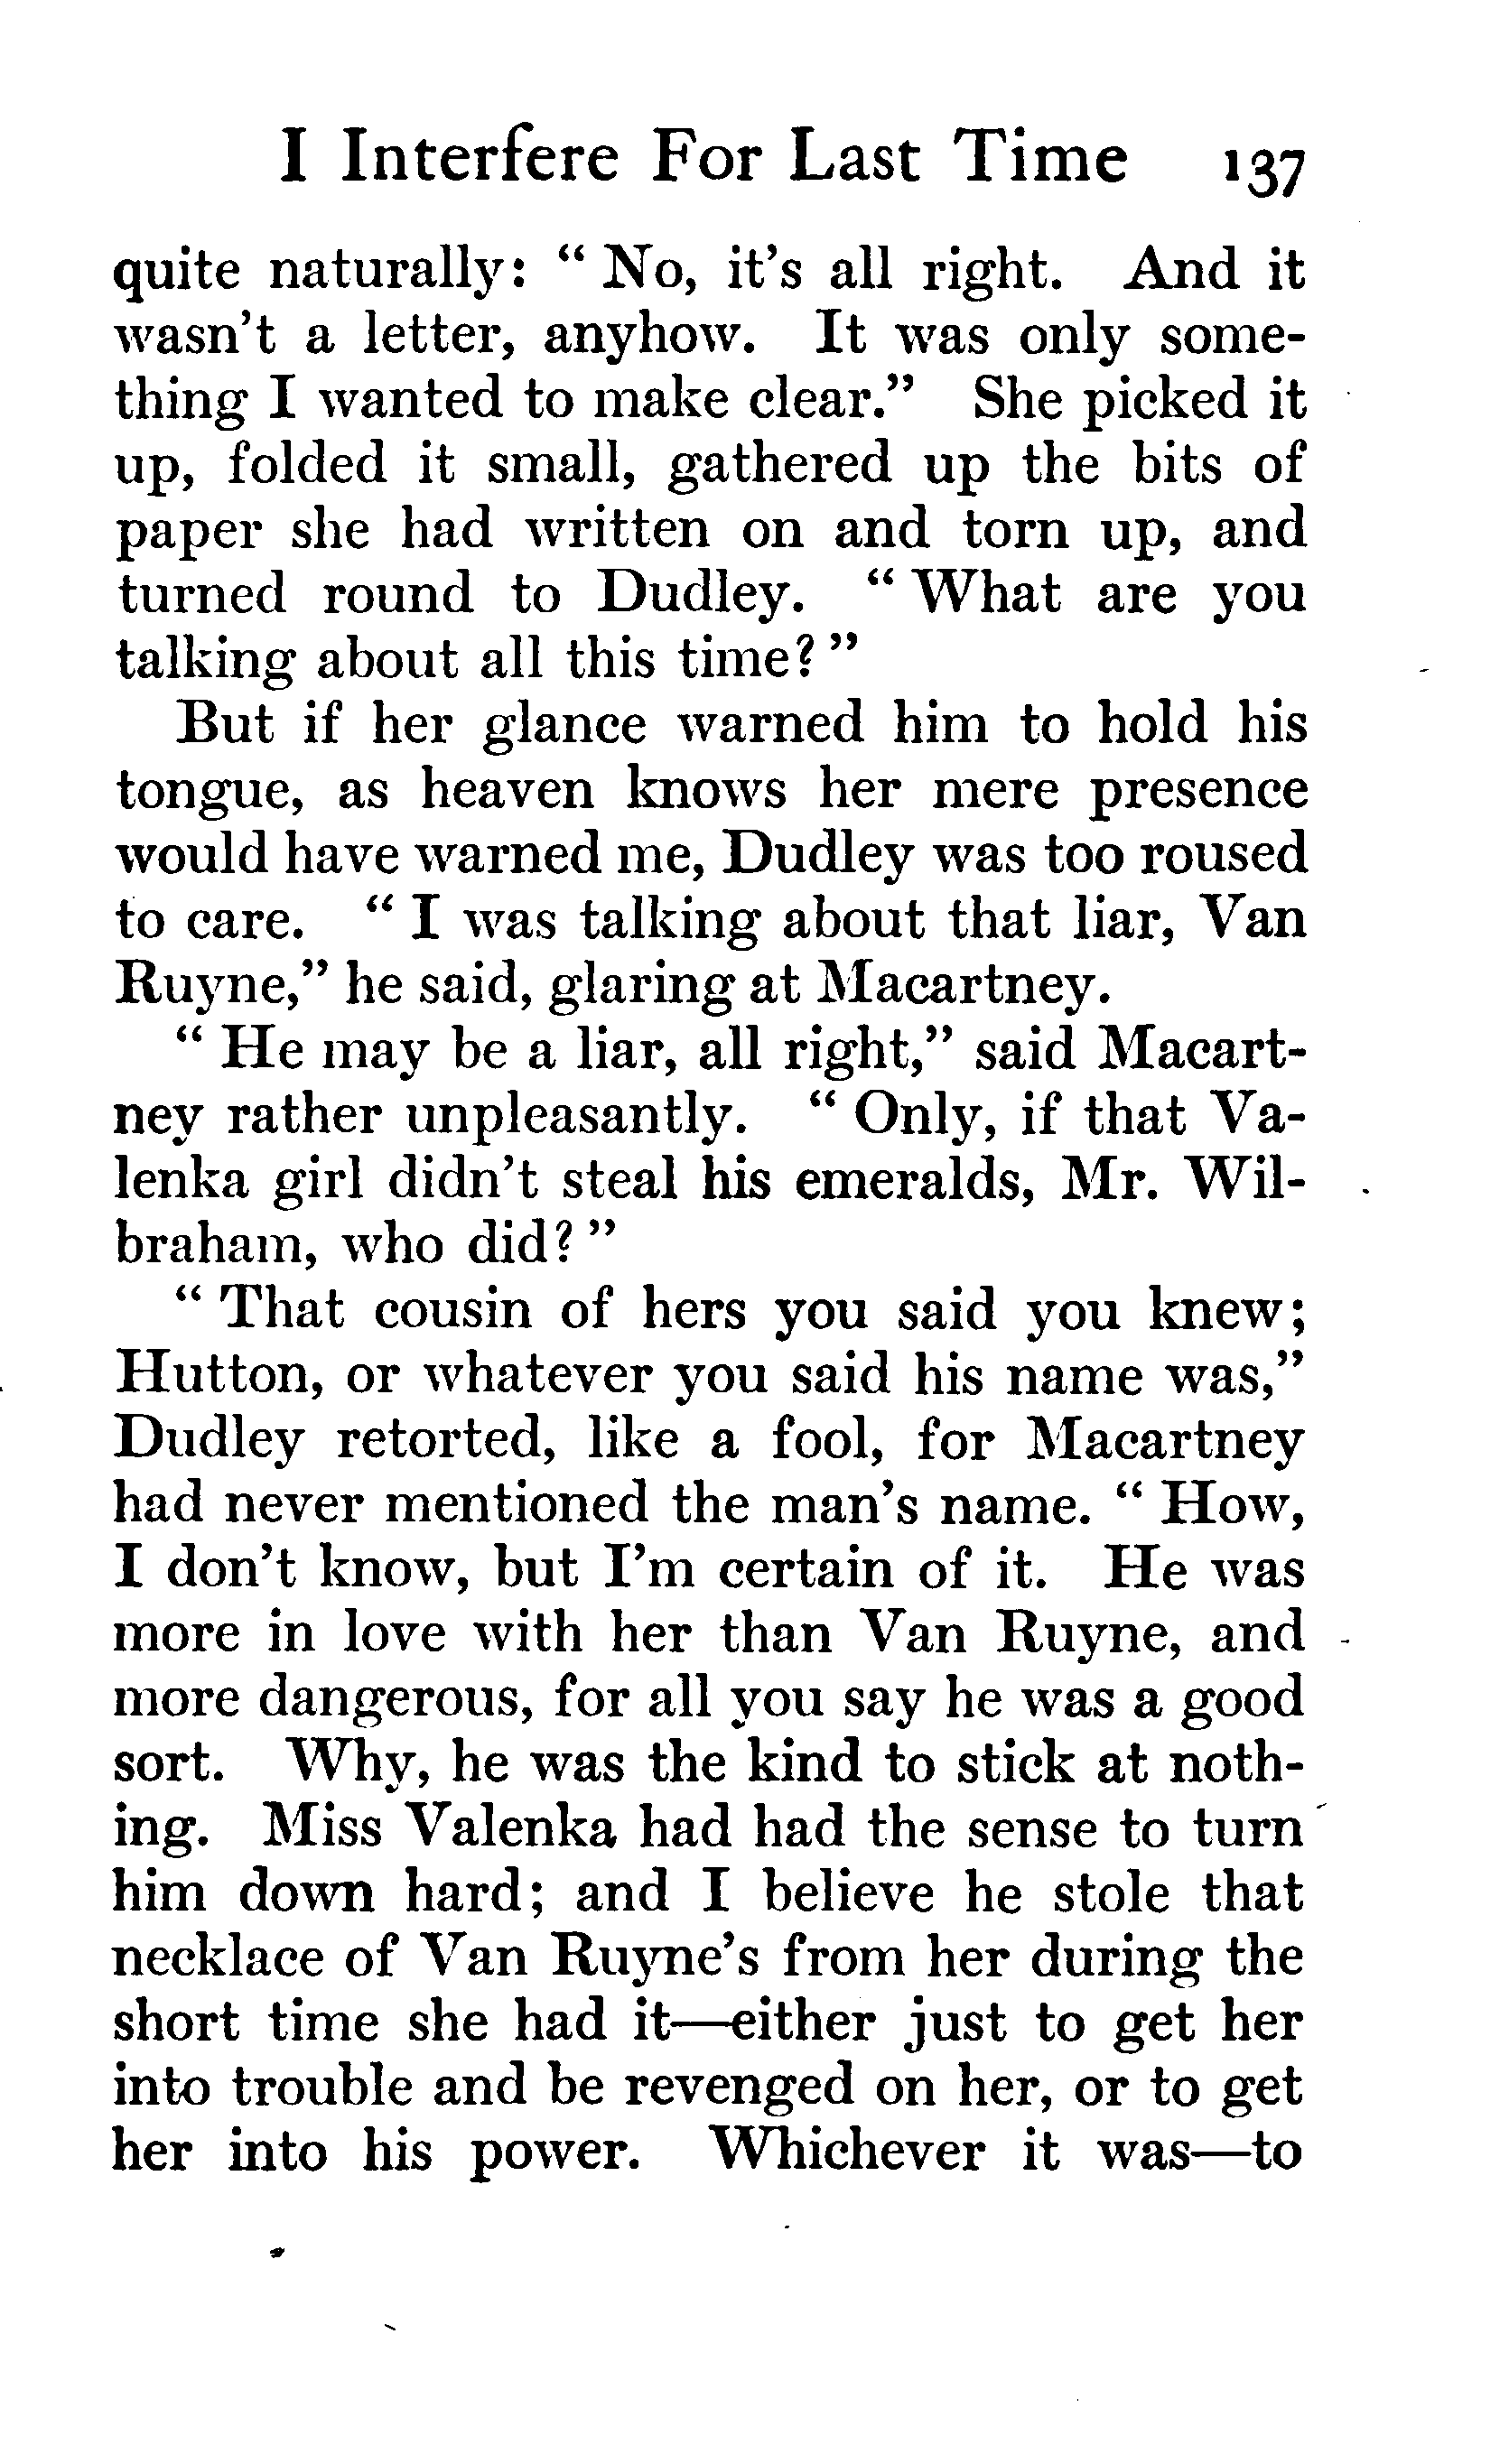 I Interfere For Last Time 137
quite naturally: " No, it's all right. And it
wasn't a letter, anyhow. It was only some-
thing I wanted to make clear." She picked it
up, folded it small, gathered up the bits of
paper she had written on and torn up, and
turned round to Dudley. " What are you
talking about all this time? "
But if her glance warned him to hold his
tongue, as heaven knows her mere presence
would have warned me, Dudley was too roused
to care. " I was talking about that liar, Van
Ruyne," he said, glaring at Macartney.
" He may be a liar, all right," said Macart-
ney rather unpleasantly. " Only, if that Va-
lenka girl didn't steal his emeralds, Mr. Wil-
braham, who did? "
" That cousin of hers you said you knew;
Hutton, or whatever you said his name was,"
Dudley retorted, like a fool, for Macartney
had never mentioned the man's name. " How,
I don't know, but I'm certain of it. He was
more in love with her than Van Ruyne, and
more dangerous, for all you say he was a good
sort. Why, he was the kind to stick at noth-
ing. Miss Valenka had had the sense to turn
him down hard; and I believe he stole that
necklace of Van Ruyne's from her during the
short time she had it—either just to get her
into trouble and be revenged on her, or to get
her into his power. Whichever it was—to